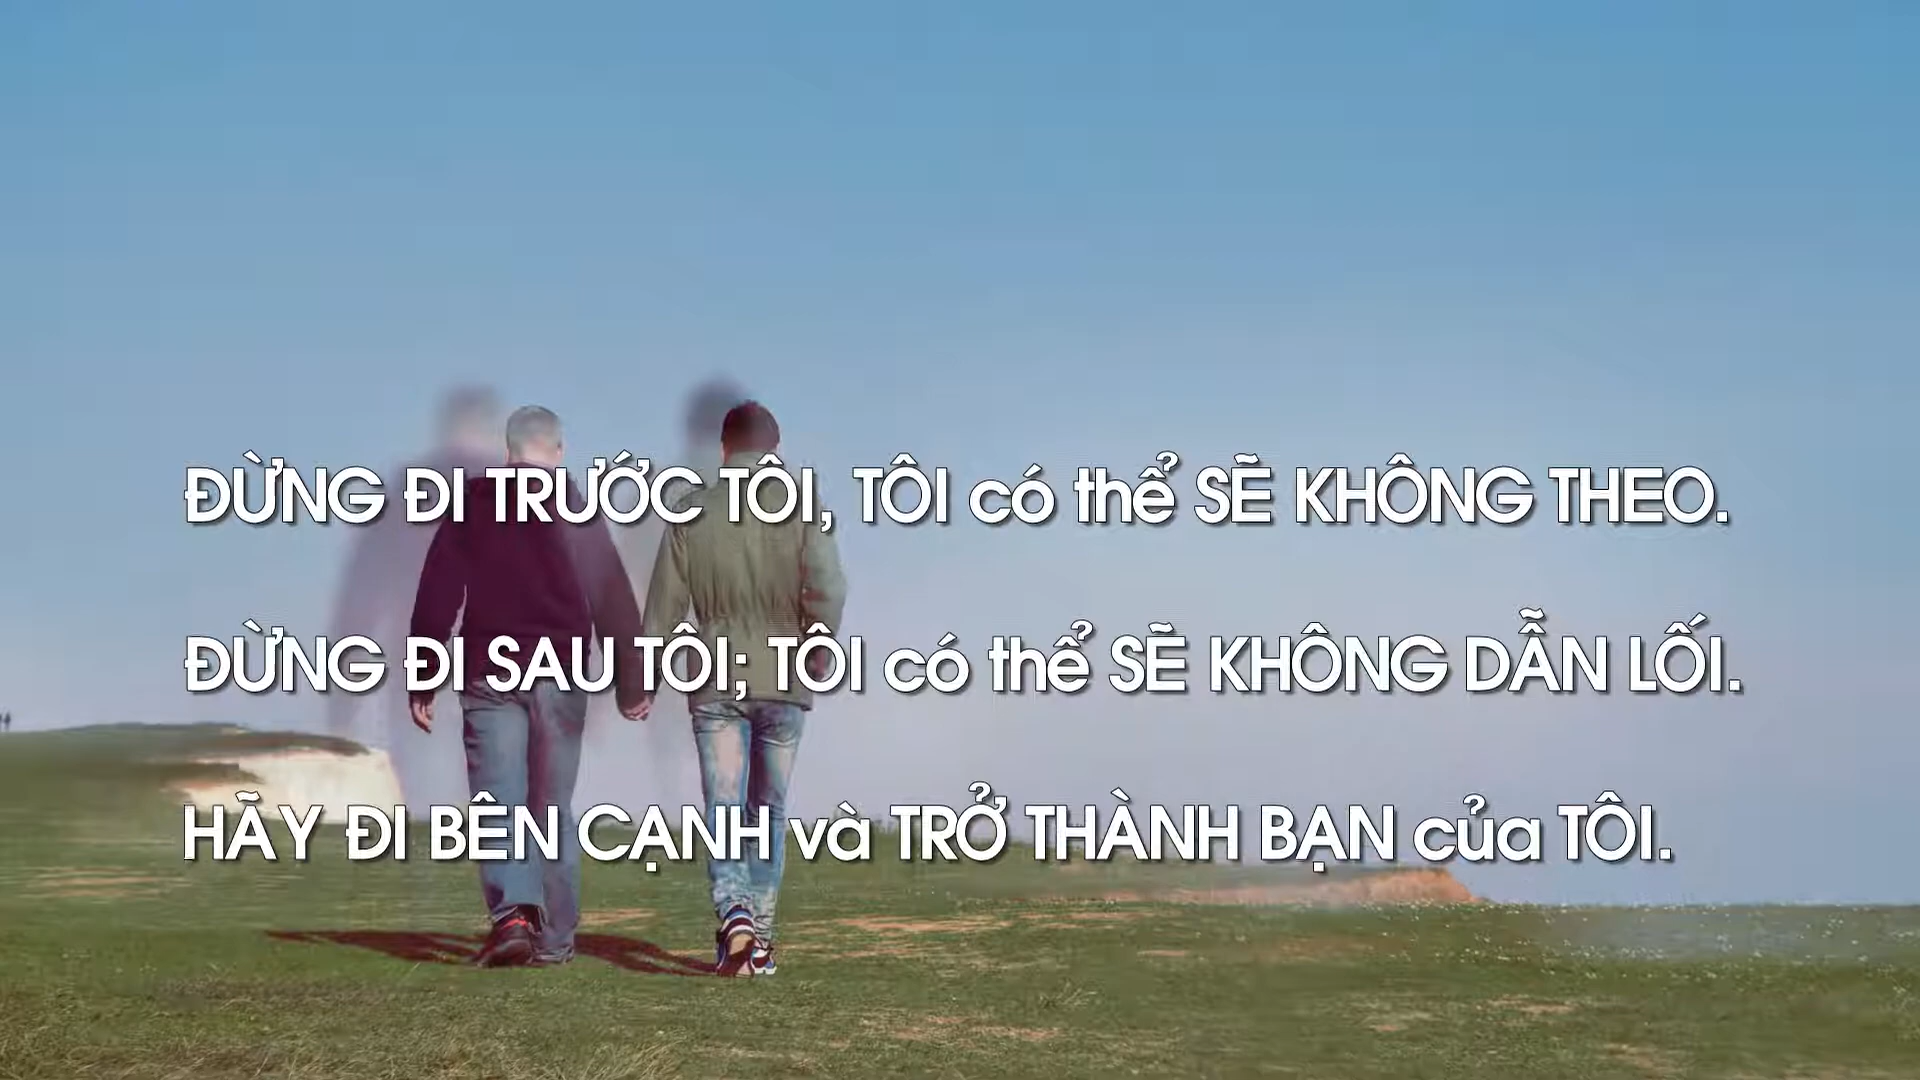 ĐỪNG ĐI TRƯỚC TÔI, TÔI có thể SẼ KHÔNG THEO.
ĐỪNG ĐI SAU TÔI; TÔI có thể SẼ KHÔNG DẪN LỐI.
HÃY ĐI BÊN CẠNH và TRỞ THÀNH BẠN của TÔI.